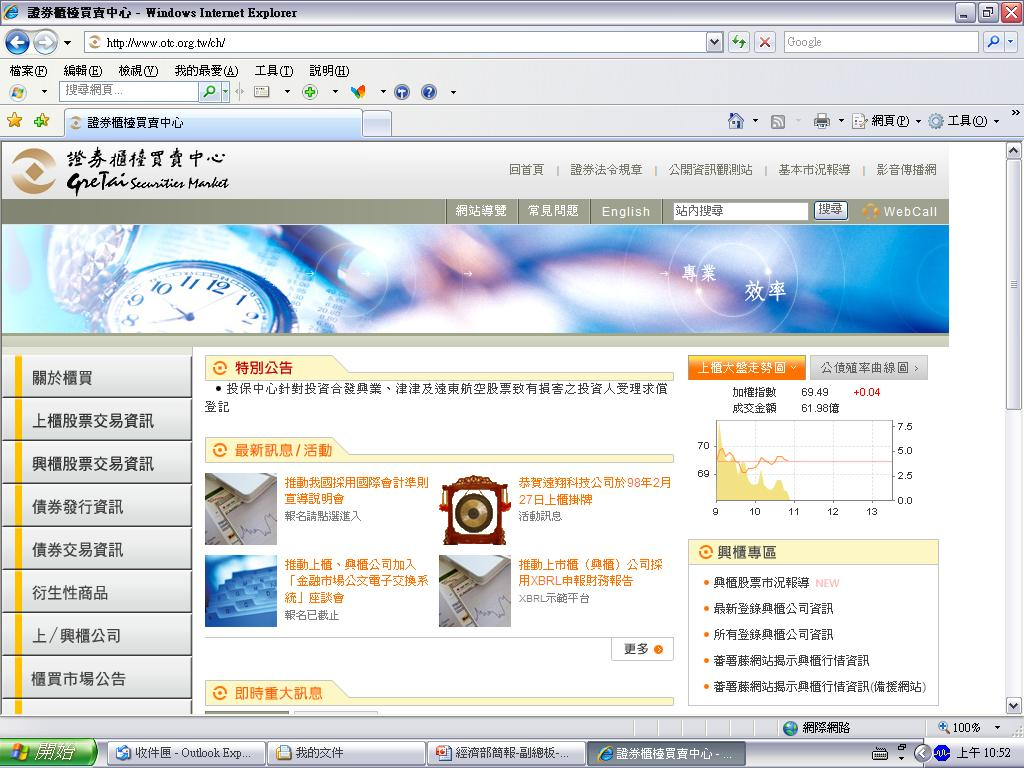 證券櫃檯買賣中心 - Windows Internet Explorer
http://www.otc.org.tw/ch/
Google
檔案(F) 編輯(E) 檢視(V) 我的最愛(A) 工具(T) 說明(H)
搜尋網頁...
證券櫃檯買賣中心
網頁(P) 工具(O)
證券櫃檯買賣中心
GreTai Securities Market
回首頁 | 證券法令規章 | 公開資訊觀測站 | 基本市況報導 | 影音傳播網
網站導覽 常見問題 English 站內搜尋 搜尋 WebCall
專業
效率
關於櫃買
上櫃股票交易資訊
興櫃股票交易資訊
債券發行資訊
債券交易資訊
衍生性商品
上/興櫃公司
櫃買市場公告
特別公告
• 投保中心針對投資合發興業、津津及遠東航空股票致有損害之投資人受理求償
登記
最新訊息/活動
推動我國採用國際會計準則
宣導說明會
報名請點選進入
恭賀遠翔科技公司於98年2月
27日上櫃掛牌
活動訊息
推動上櫃、興櫃公司加入
「金融市場公文電子交換系
統」座談會
報名已截止
推動上市櫃（興櫃）公司採
用XBRL申報財務報告
XBRL示範平台
更多
即時重大訊息
上櫃大盤走勢圖 公債殖率曲線圖
加權指數 69.49 +0.04
成交金額 61.98億
70
69
7.5
5.0
2.5
0.0
9 10 11 12 13
興櫃專區
• 興櫃股票市況報導 NEW
• 最新登錄興櫃公司資訊
• 所有登錄興櫃公司資訊
• 蕃薯藤網站揭示興櫃行情資訊
• 蕃薯藤網站揭示興櫃行情資訊(備援網站)
網際網路 100%
開始 收件匣 - Outlook Exp... 我的文件 經濟部簡報-副總板-... 證券櫃檯買賣中心 - ... 上午 10:52